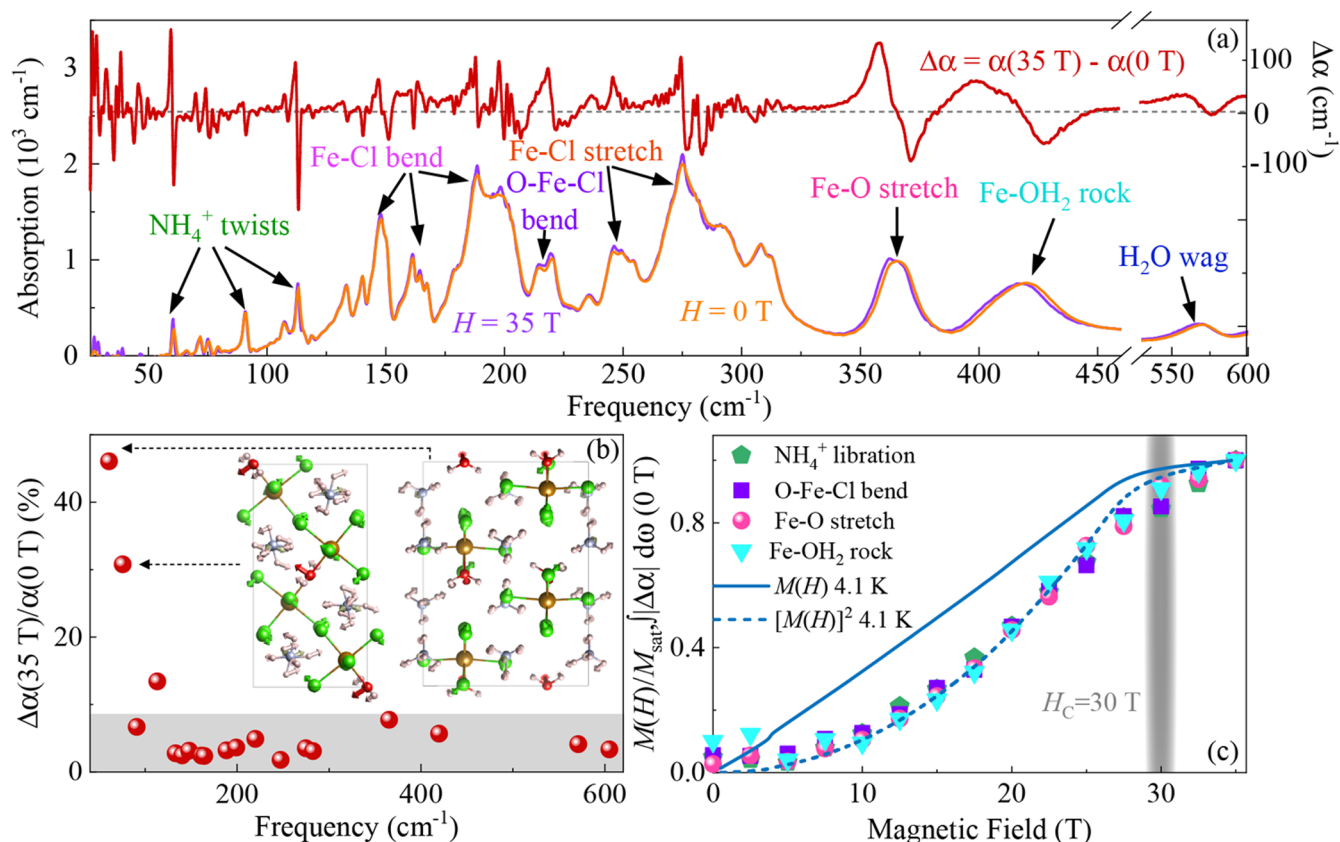 (a)
Δα = α(35 T) - α(0 T)
Absorption (10³ cm⁻¹)
3
2
1
0
Δα (cm⁻¹)
100
0
-100
NH₄⁺ twists
Fe-Cl bend
Fe-Cl stretch
O-Fe-Cl
bend
Fe-O stretch
Fe-OH₂ rock
H₂O wag
H = 35 T
H = 0 T
50 100 150 200 250 300 350 400 450 550 600
Frequency (cm⁻¹)
(b)
Δα(35 T)/α(0 T) (%)
40
20
0
200 400 600
Frequency (cm⁻¹)
(c)
M(H)/Mₛₐₜ,∫|Δα| dω (0 T)
0.8
0.4
0.0
NH₄⁺ libration
O-Fe-Cl bend
Fe-O stretch
Fe-OH₂ rock
M(H) 4.1 K
[M(H)]² 4.1 K
H_C=30 T
0 10 20 30
Magnetic Field (T)